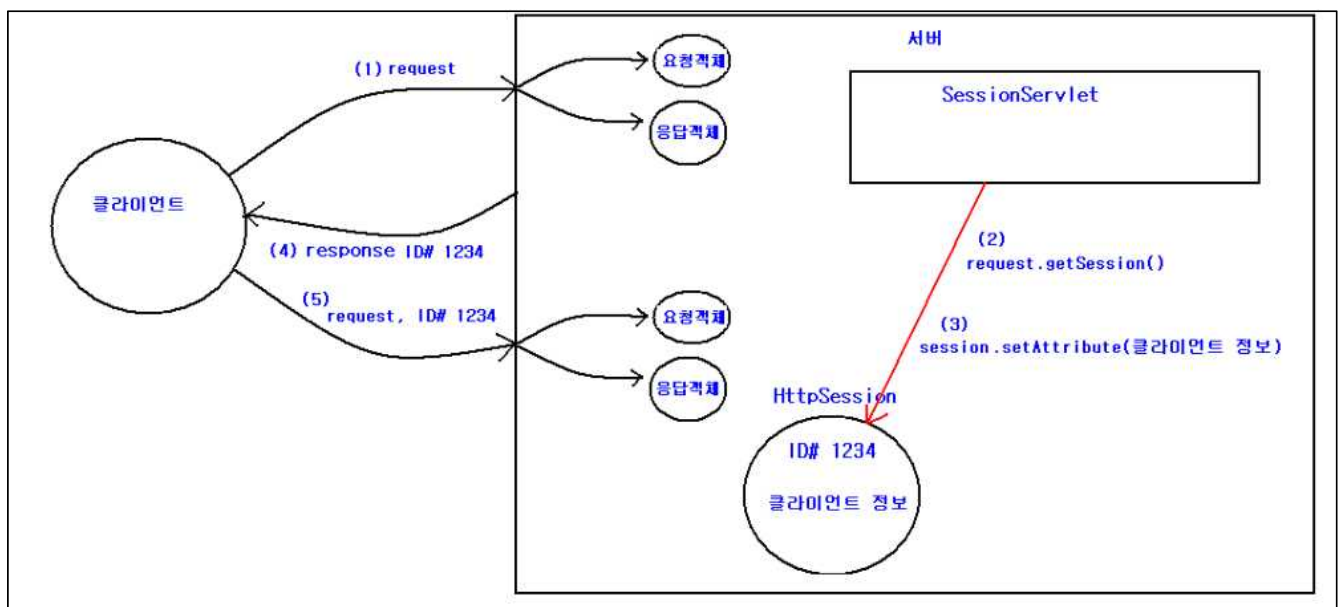 서버
(1) request
요청객체
SessionServlet
응답객체
클라이언트
(4) response ID# 1234
(2)
request.getSession()
(5)
request, ID# 1234
요청객체
(3)
session.setAttribute(클라이언트 정보)
응답객체
HttpSession
ID# 1234
클라이언트 정보